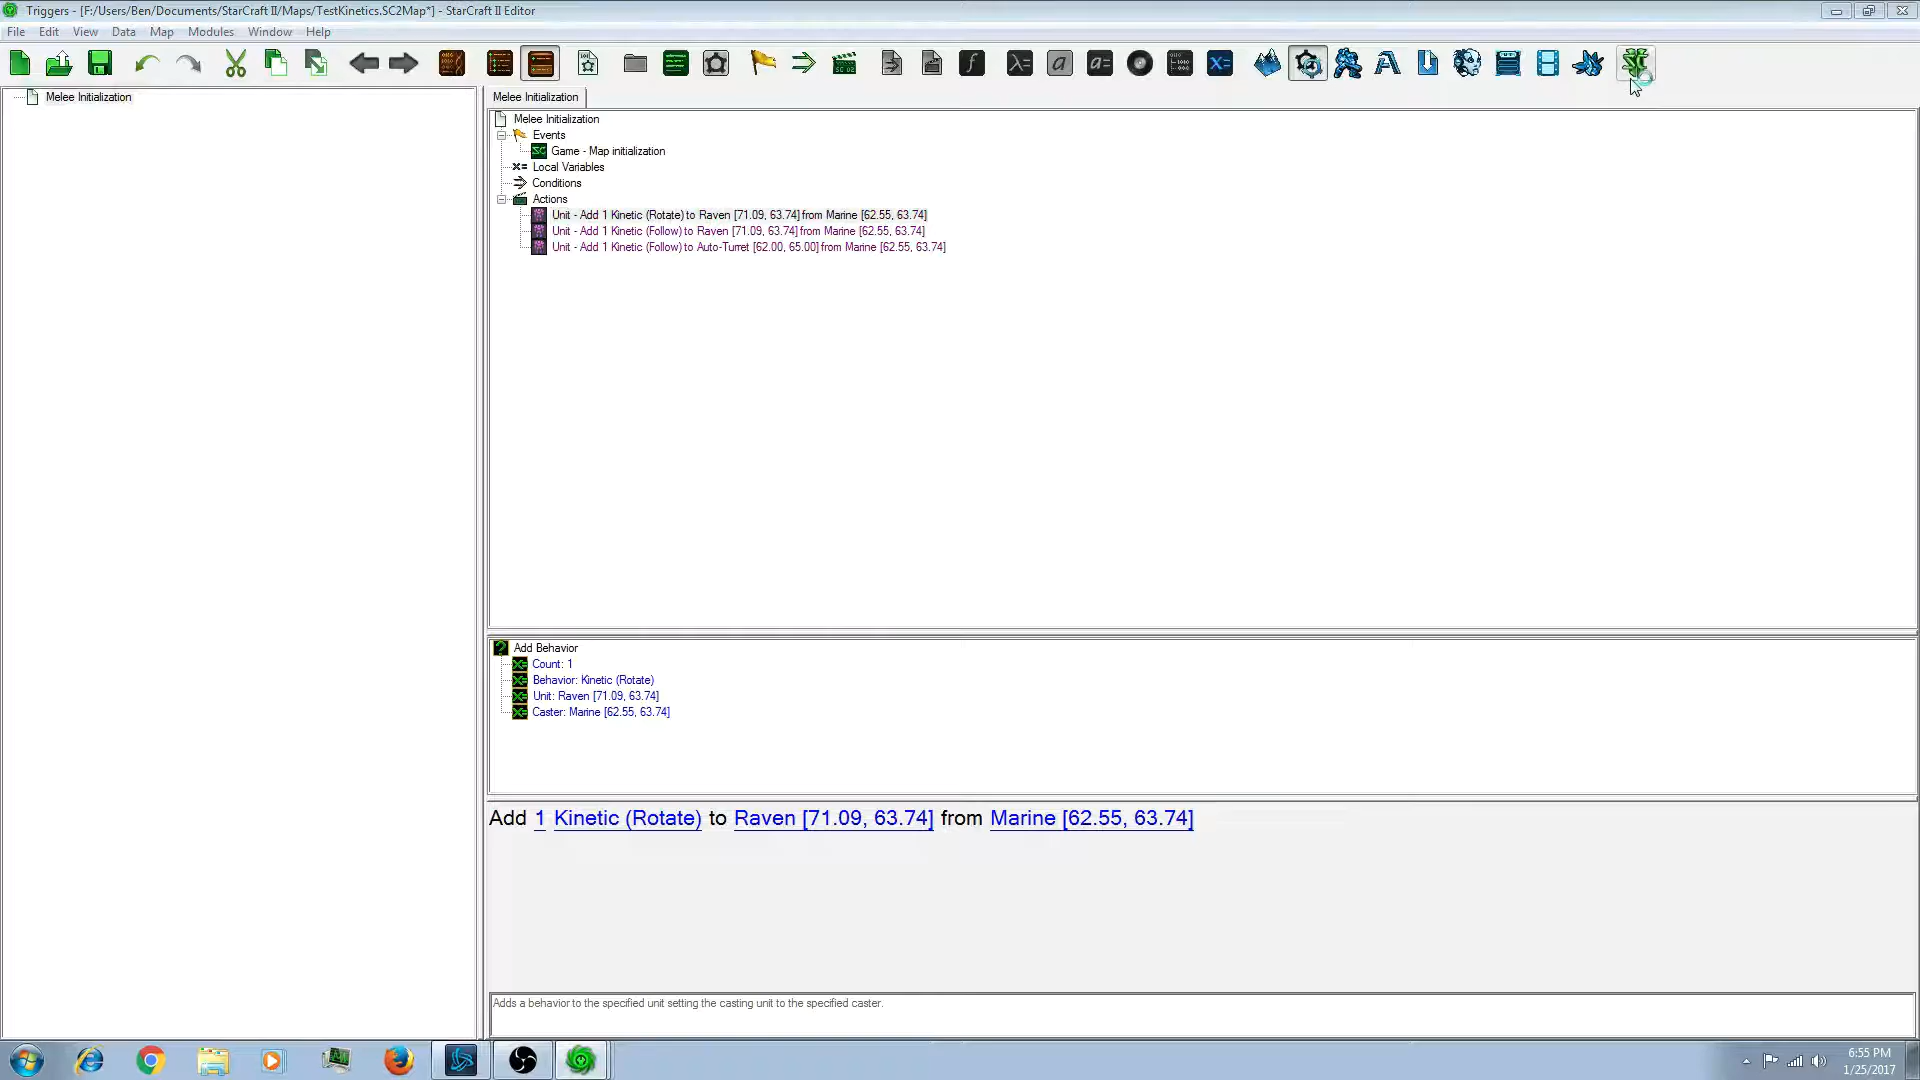 Triggers - [F:/Users/Ben/Documents/StarCraft II/Maps/TestKinetics.SC2Map*] - StarCraft II Editor
File Edit View Data Map Modules Window Help
Melee Initialization
Melee Initialization
Melee Initialization
Events
Game - Map initialization
Local Variables
Conditions
Actions
Unit - Add 1 Kinetic (Rotate) to Raven [71.09, 63.74] from Marine [62.55, 63.74]
Unit - Add 1 Kinetic (Follow) to Raven [71.09, 63.74] from Marine [62.55, 63.74]
Unit - Add 1 Kinetic (Follow) to Auto-Turret [62.00, 65.00] from Marine [62.55, 63.74]
Add Behavior
Count: 1
Behavior: Kinetic (Rotate)
Unit: Raven [71.09, 63.74]
Caster: Marine [62.55, 63.74]
Add 1 Kinetic (Rotate) to Raven [71.09, 63.74] from Marine [62.55, 63.74]
Adds a behavior to the specified unit setting the casting unit to the specified caster.
6:55 PM
1/25/2017